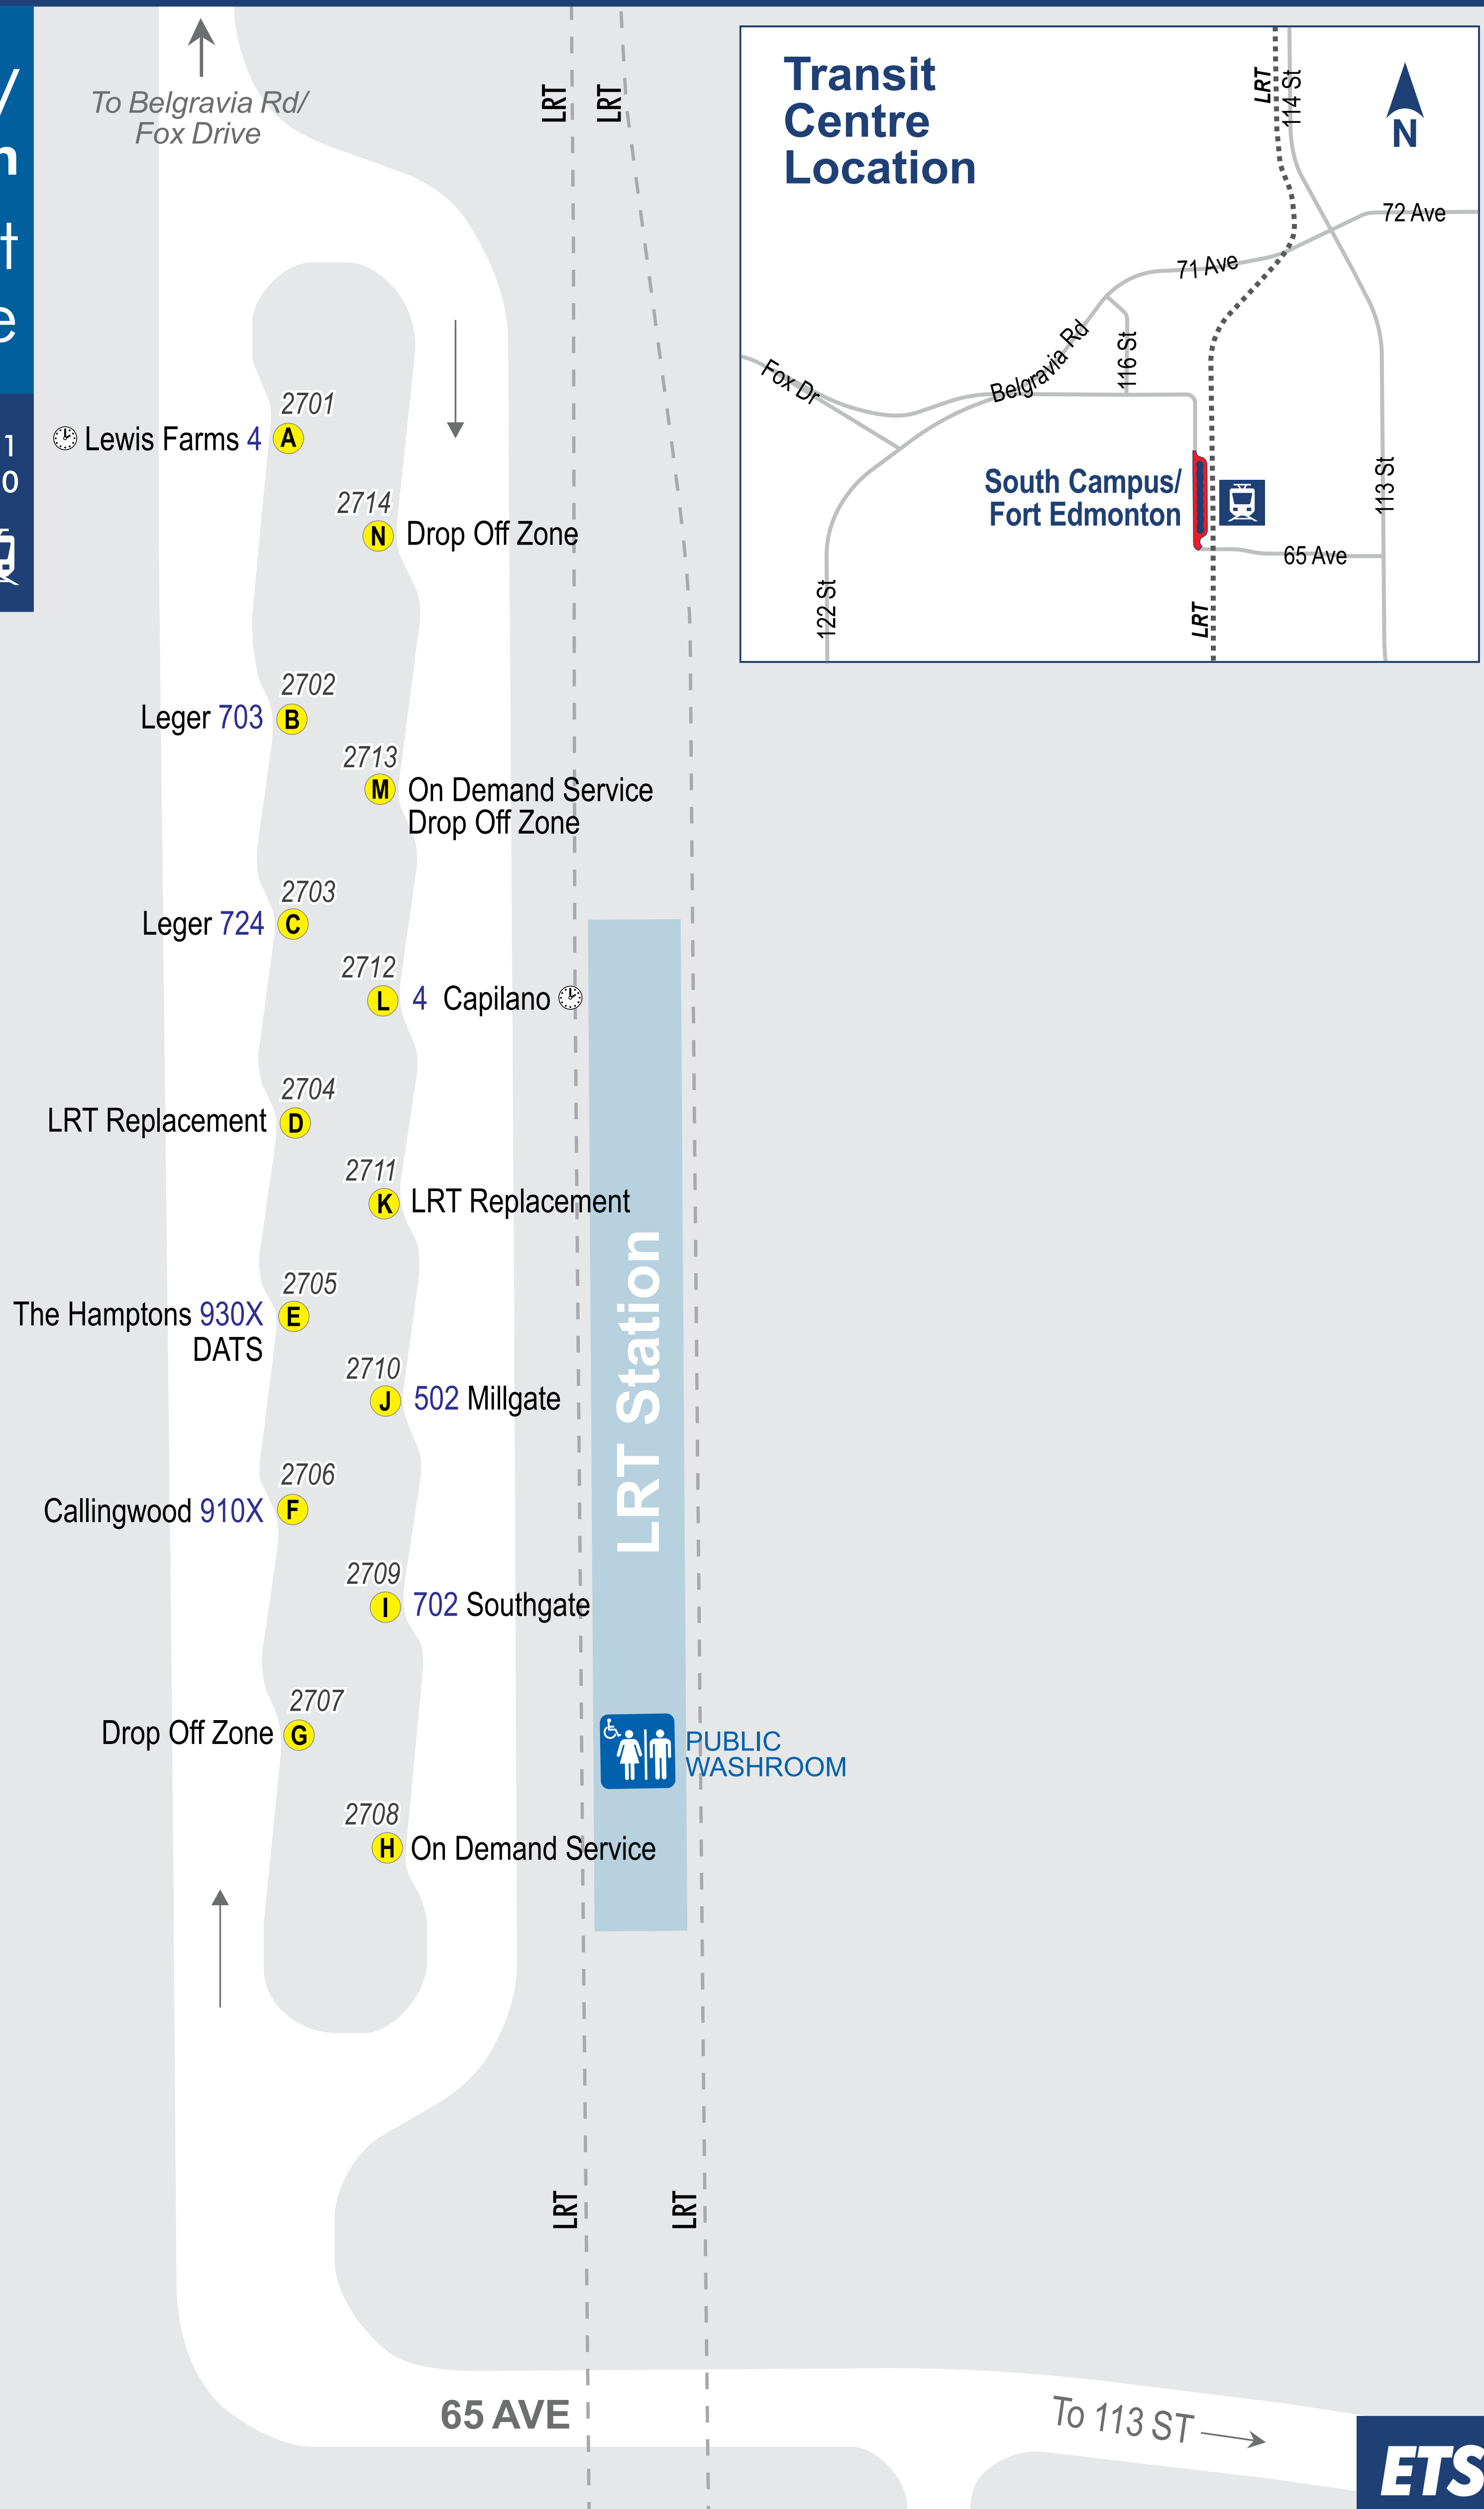 To Belgravia Rd/
Fox Drive
LRT
LRT
Transit
Centre
Location
LRT
114 St
N
72 Ave
71 Ave
Fox Dr
Belgravia Rd
116 St
South Campus/
Fort Edmonton
113 St
65 Ave
122 St
LRT
2701
Lewis Farms 4 A
2714
N Drop Off Zone
2702
Leger 703 B
2713
M On Demand Service
Drop Off Zone
2703
Leger 724 C
2712
L 4 Capilano
2704
LRT Replacement D
2711
K LRT Replacement
2705
The Hamptons 930X E
DATS
2710
J 502 Millgate
2706
Callingwood 910X F
2709
I 702 Southgate
2707
Drop Off Zone G
2708
H On Demand Service
LRT Station
PUBLIC
WASHROOM
LRT
LRT
65 AVE
To 113 ST
ETS